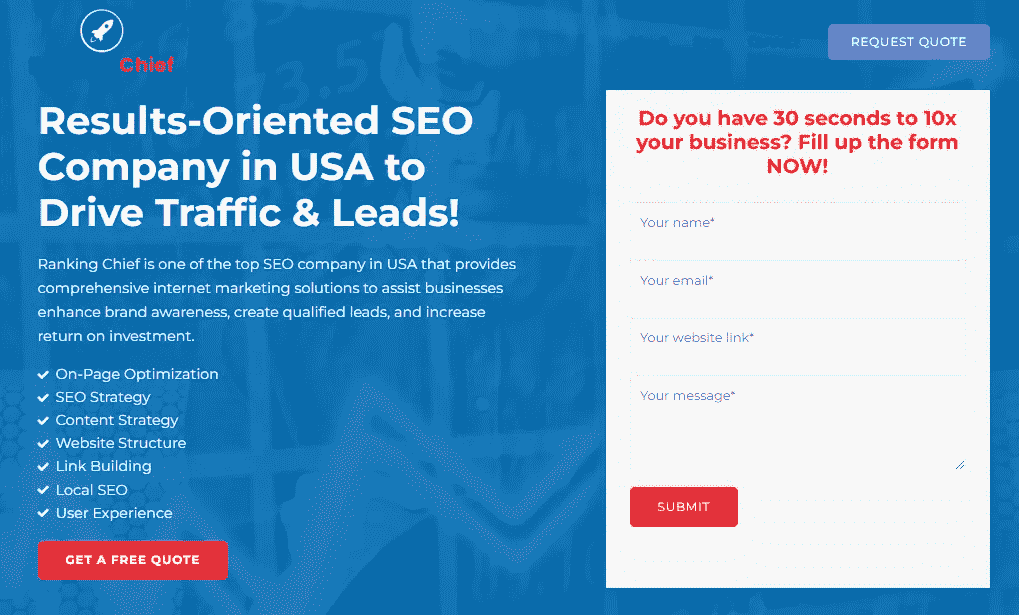 Chief
REQUEST QUOTE
Results-Oriented SEO
Company in USA to
Drive Traffic & Leads!
Ranking Chief is one of the top SEO company in USA that provides
comprehensive internet marketing solutions to assist businesses
enhance brand awareness, create qualified leads, and increase
return on investment.
On-Page Optimization
SEO Strategy
Content Strategy
Website Structure
Link Building
Local SEO
User Experience
GET A FREE QUOTE
Do you have 30 seconds to 10x
your business? Fill up the form
NOW!
Your name*
Your email*
Your website link*
Your message*
SUBMIT